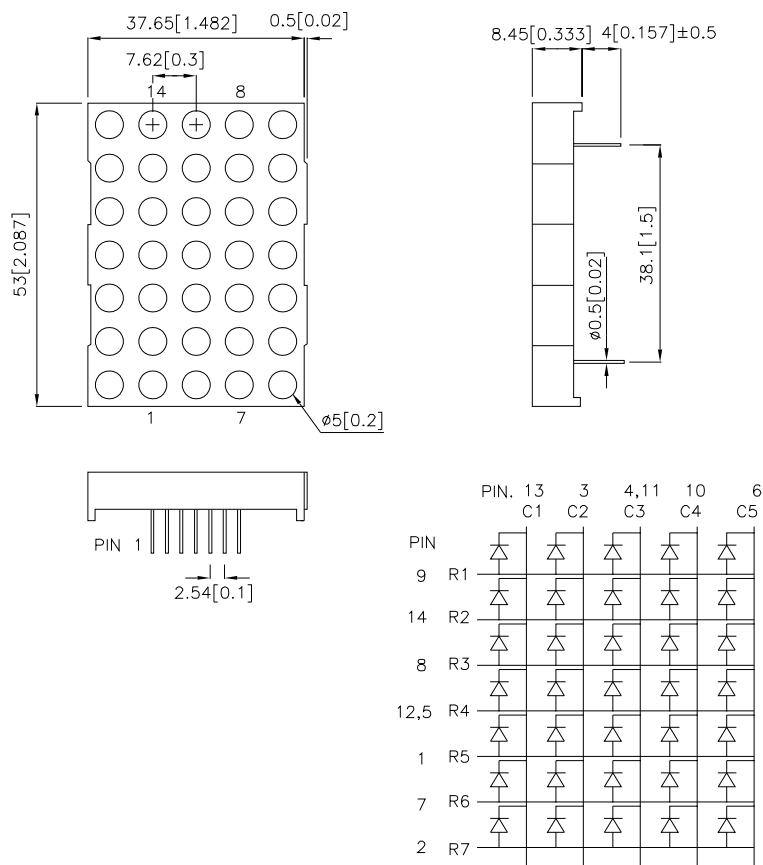 37.65[1.482]
0.5[0.02]
7.62[0.3]
14
8
53[2.087]
1
7
ø5[0.2]
8.45[0.333]
4[0.157]±0.5
38.1[1.5]
ø0.5[0.02]
PIN 1
2.54[0.1]
PIN. 13 3 4,11 10 6
C1 C2 C3 C4 C5
PIN
9 R1
14 R2
8 R3
12,5 R4
1 R5
7 R6
2 R7